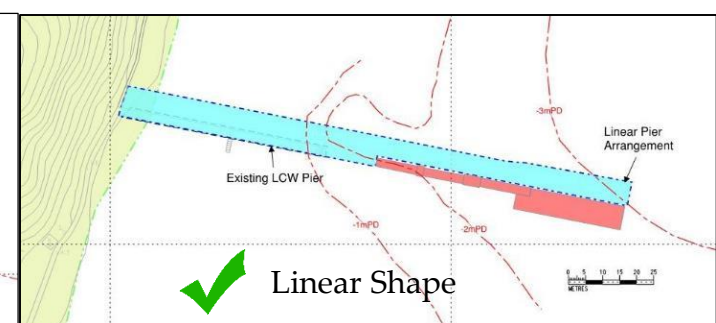 -3mPD
Linear Pier
Arrangement
Existing LCW Pier
-1mPD
-2mPD
Linear Shape
0 5 10 15 20 25
METRES